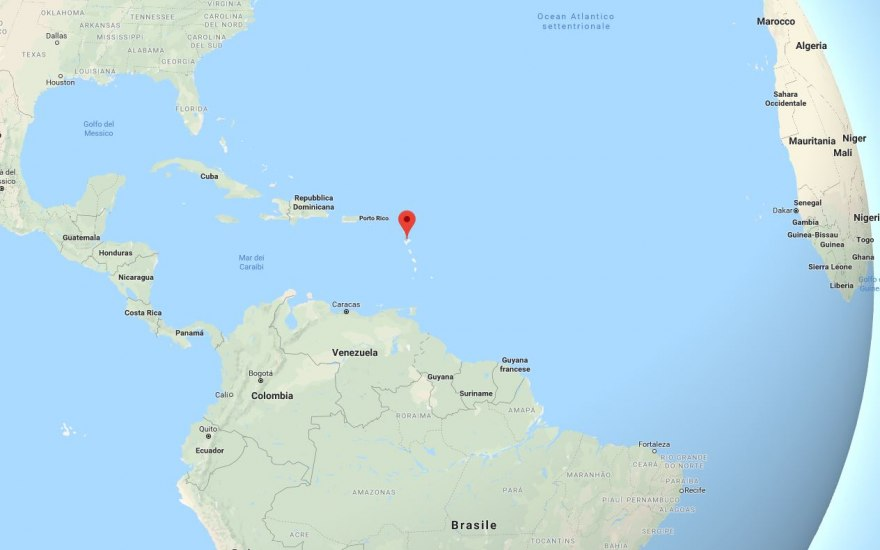 OKLAHOMA
CAROLINA
DEL NORD
ARKANSAS
TENNESSEE
CAROLINA
DEL SUD
MISSISSIPPI
Dallas
ALABAMA
TEXAS
GEORGIA
LOUISIANA
Houston
FLORIDA
Golfo del
Messico
Ocean Atlantico
settentrionale
Marocco
Algeria
Sahara
Occidentale
Mauritania
Niger
Mali
Cuba
Repubblica
Dominicana
Porto Rico
Senegal
Dakar
Gambia
Nigeri
Guinea-Bissau
Guinea
Togo
Ghana
Sierra Leone
Liberia
Golfo
Guatemala
Honduras
Mar dei
Caraibi
Nicaragua
Costa Rica
Caracas
Panamá
Venezuela
Guyana
francese
Bogotá
Guyana
Cali
Colombia
Suriname
AMAPÁ
RORAIMA
Quito
Ecuador
Fortaleza
RIO GRANDE
DO NORTE
CEARÁ
MARANHÃO
PARAÍBA
AMAZONAS
PARÁ
Recife
PIAUÍ
PERNAMBUCO
ALAGOAS
Brasile
ACRE
TOCANTINS
SERGIPE
BAHIA